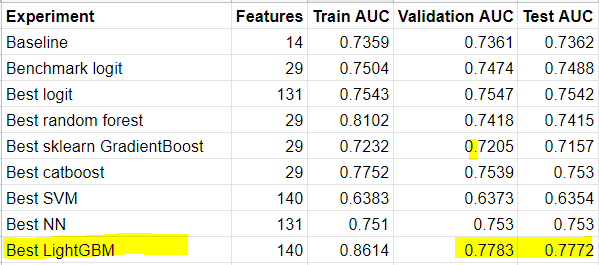 Experiment Features Train AUC Validation AUC Test AUC
Baseline 14 0.7359 0.7361 0.7362
Benchmark logit 29 0.7504 0.7474 0.7488
Best logit 131 0.7543 0.7547 0.7542
Best random forest 29 0.8102 0.7418 0.7415
Best sklearn GradientBoost 29 0.7232 0.7205 0.7157
Best catboost 29 0.7752 0.7539 0.753
Best SVM 140 0.6383 0.6373 0.6354
Best NN 131 0.751 0.753 0.753
Best LightGBM 140 0.8614 0.7783 0.7772